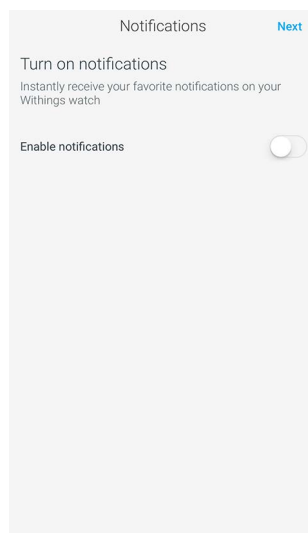 Notifications Next
Turn on notifications
Instantly receive your favorite notifications on your
Withings watch
Enable notifications